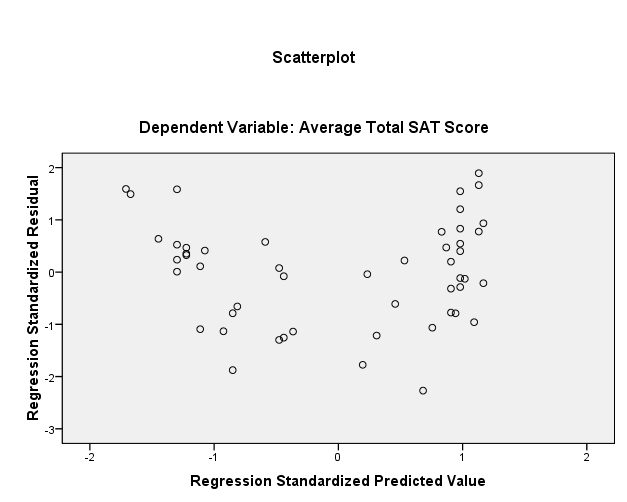 Scatterplot
Dependent Variable: Average Total SAT Score
Regression Standardized Residual
2
1
0
-1
-2
-3
-2
-1
0
1
2
Regression Standardized Predicted Value